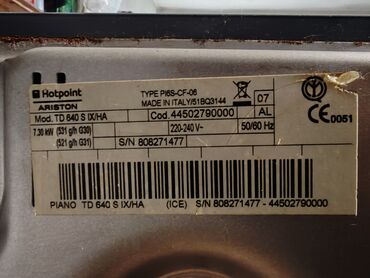 Hotpoint
ARISTON
TYPE PI6S-CF-06
MADE IN ITALY/51BQ3144
07
Mod. TD 640 S IX/HA
Cod. 44502790000
AL
CE 0051
7.30 kW (531 g/h G30)
(521 g/h G31)
220-240 V~
50/60 Hz
S/N 808271477
PIANO TD 640 S IX/HA (ICE) S/N 808271477 - 44502790000